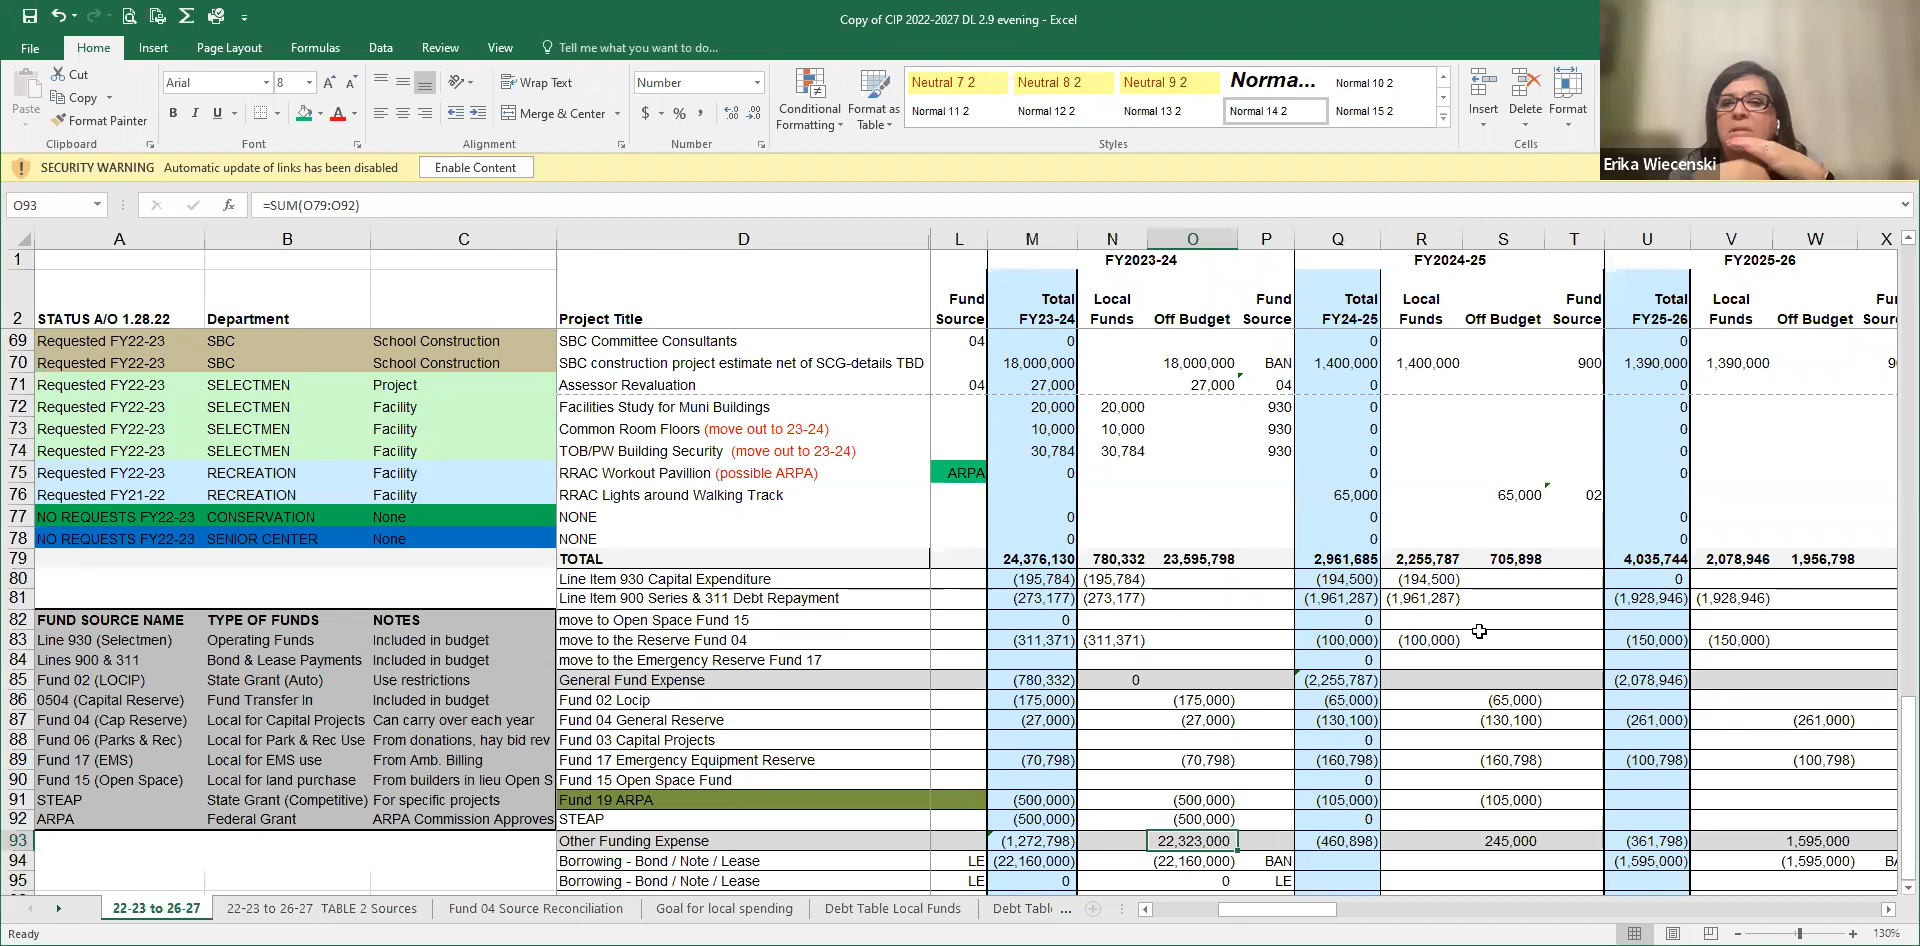 Copy of CIP 2022-2027 DL 2.9 evening - Excel
File Home Insert Page Layout Formulas Data Review View Tell me what you want to do...
Cut
Copy
Format Painter
Paste
Clipboard
Arial 8
B I U
Font
Wrap Text
Merge & Center
Alignment
Number
$ % ,
Number
Conditional Formatting
Format as Table
Neutral 7 2 Neutral 8 2 Neutral 9 2 Norma... Normal 10 2
Normal 11 2 Normal 12 2 Normal 13 2 Normal 14 2 Normal 15 2
Styles
Insert Delete Format
Cells
Erika Wiecenski
SECURITY WARNING Automatic update of links has been disabled Enable Content
O93 fx =SUM(O79:O92)
A B C D L M N O P Q R S T U V W X
1 FY2023-24 FY2024-25 FY2025-26
Fund Total Local Fund Total Local Fund Total Local Fu
2 STATUS A/O 1.28.22 Department Project Title Source FY23-24 Funds Off Budget Source FY24-25 Funds Off Budget Source FY25-26 Funds Off Budget Sour
69 Requested FY22-23 SBC School Construction SBC Committee Consultants 04 0 0 0
70 Requested FY22-23 SBC School Construction SBC construction project estimate net of SCG-details TBD 18,000,000 18,000,000 BAN 1,400,000 1,400,000 900 1,390,000 1,390,000 9
71 Requested FY22-23 SELECTMEN Project Assessor Revaluation 04 27,000 27,000 04 0 0
72 Requested FY22-23 SELECTMEN Facility Facilities Study for Muni Buildings 20,000 20,000 930 0 0
73 Requested FY22-23 SELECTMEN Facility Common Room Floors (move out to 23-24) 10,000 10,000 930 0 0
74 Requested FY22-23 SELECTMEN Facility TOB/PW Building Security (move out to 23-24) 30,784 30,784 930 0 0
75 Requested FY22-23 RECREATION Facility RRAC Workout Pavillion (possible ARPA) ARPA 0 0 0
76 Requested FY21-22 RECREATION Facility RRAC Lights around Walking Track 65,000 65,000 02 0
77 NO REQUESTS FY22-23 CONSERVATION None NONE 0 0 0
78 NO REQUESTS FY22-23 SENIOR CENTER None NONE 0 0 0
79 TOTAL 24,376,130 780,332 23,595,798 2,961,685 2,255,787 705,898 4,035,744 2,078,946 1,956,798
80 Line Item 930 Capital Expenditure (195,784) (195,784) (194,500) (194,500) 0
81 Line Item 900 Series & 311 Debt Repayment (273,177) (273,177) (1,961,287) (1,961,287) (1,928,946) (1,928,946)
82 FUND SOURCE NAME TYPE OF FUNDS NOTES move to Open Space Fund 15 0 0
83 Line 930 (Selectmen) Operating Funds Included in budget move to the Reserve Fund 04 (311,371) (311,371) (100,000) (100,000) (150,000) (150,000)
84 Lines 900 & 311 Bond & Lease Payments Included in budget move to the Emergency Reserve Fund 17 0
85 Fund 02 (LOCIP) State Grant (Auto) Use restrictions General Fund Expense (780,332) 0 (2,255,787) (2,078,946)
86 0504 (Capital Reserve) Fund Transfer In Included in budget Fund 02 Locip (175,000) (175,000) (65,000) (65,000)
87 Fund 04 (Cap Reserve) Local for Capital Projects Can carry over each year Fund 04 General Reserve (27,000) (27,000) (130,100) (130,100) (261,000) (261,000)
88 Fund 06 (Parks & Rec) Local for Park & Rec Use From donations, hay bid rev Fund 03 Capital Projects 0
89 Fund 17 (EMS) Local for EMS use From Amb. Billing Fund 17 Emergency Equipment Reserve (70,798) (70,798) (160,798) (160,798) (100,798) (100,798)
90 Fund 15 (Open Space) Local for land purchase From builders in lieu Open S Fund 15 Open Space Fund 0
91 STEAP State Grant (Competitive) For specific projects Fund 19 ARPA (500,000) (500,000) (105,000) (105,000)
92 ARPA Federal Grant ARPA Commission Approves STEAP (500,000) (500,000) 0
93 Other Funding Expense (1,272,798) 22,323,000 (460,898) 245,000 (361,798) 1,595,000
94 Borrowing - Bond / Note / Lease LE (22,160,000) (22,160,000) BAN (1,595,000) (1,595,000) BA
95 Borrowing - Bond / Note / Lease LE 0 0 LE
22-23 to 26-27 22-23 to 26-27 TABLE 2 Sources Fund 04 Source Reconciliation Goal for local spending Debt Table Local Funds Debt Tabl ...
Ready 130%